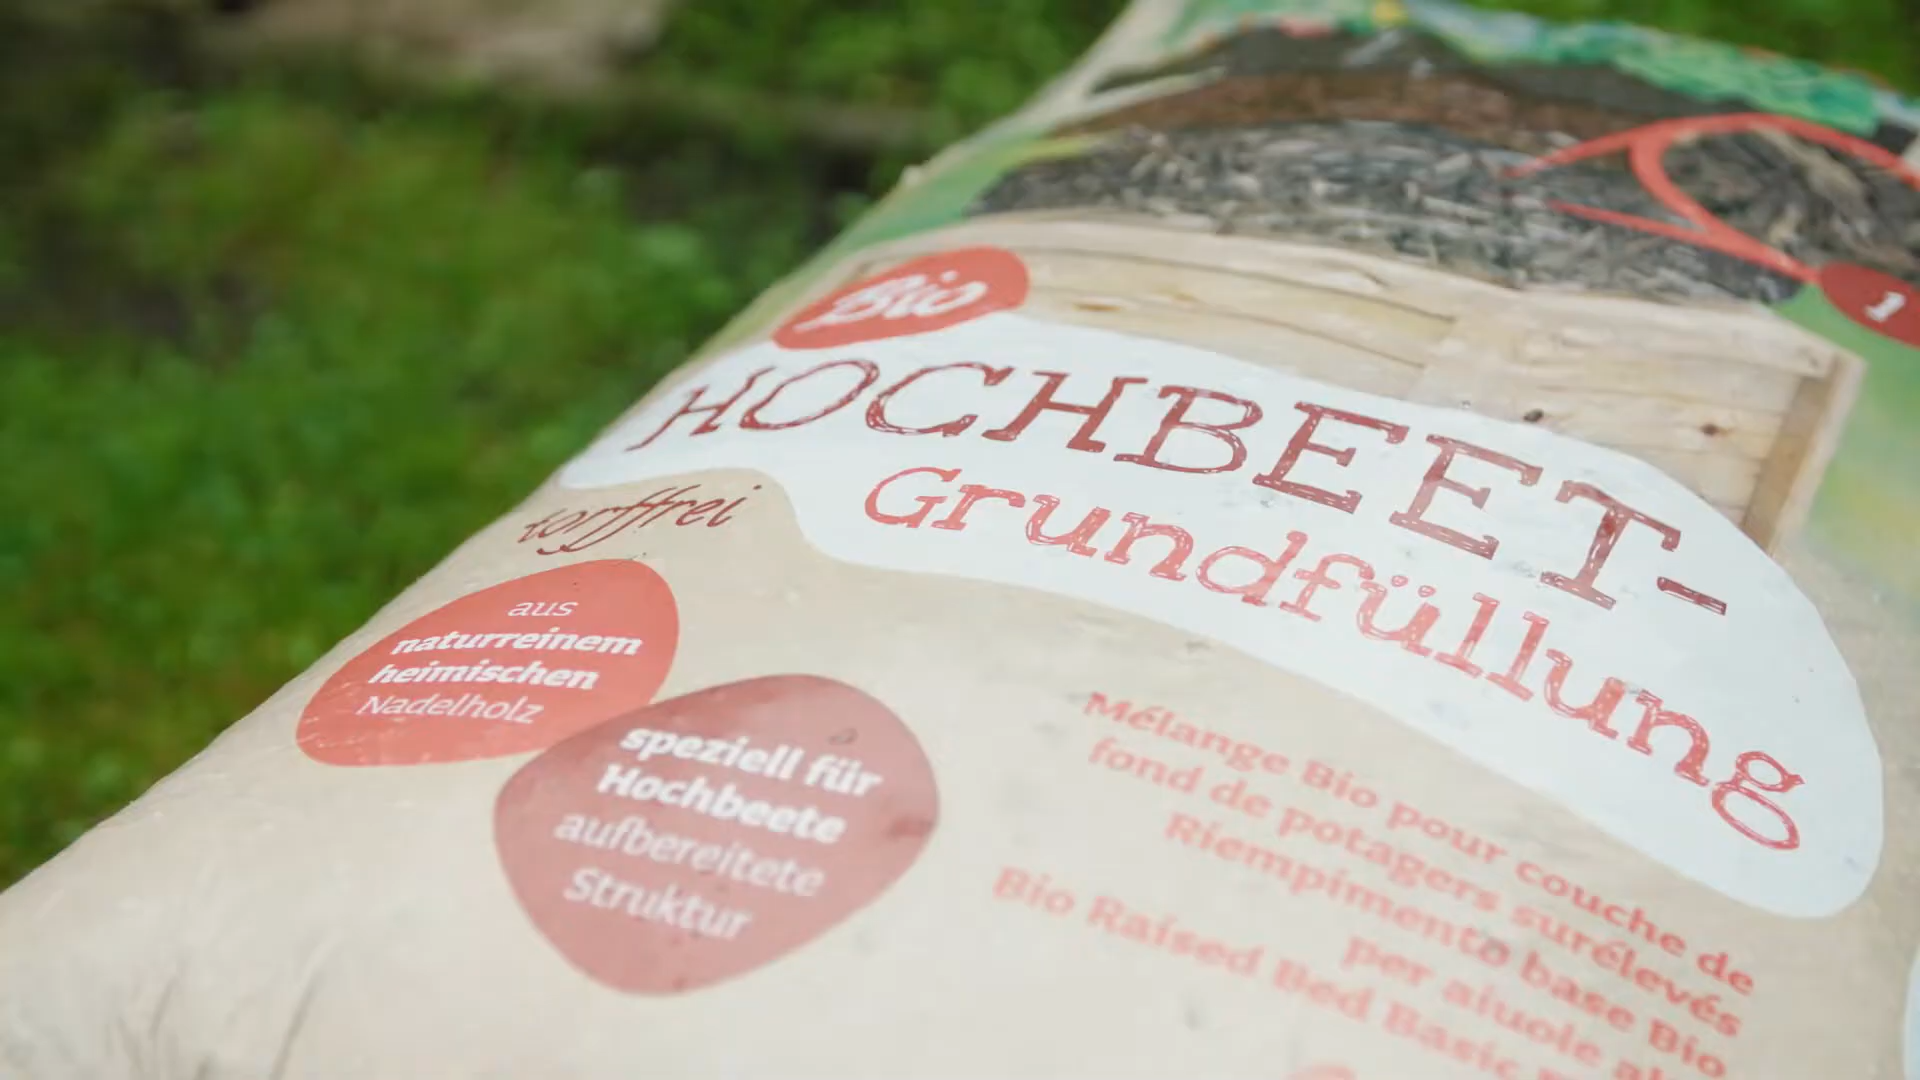 1
Bio
HOCHBEET-
Grundfüllung
torffrei
aus
naturreinem
heimischen
Nadelholz
speziell für
Hochbeete
aufbereitete
Struktur
Mélange Bio pour couche de
fond de potagers surélevés
Riempimento base Bio
per aiuole
Bio Raised Bed Basic